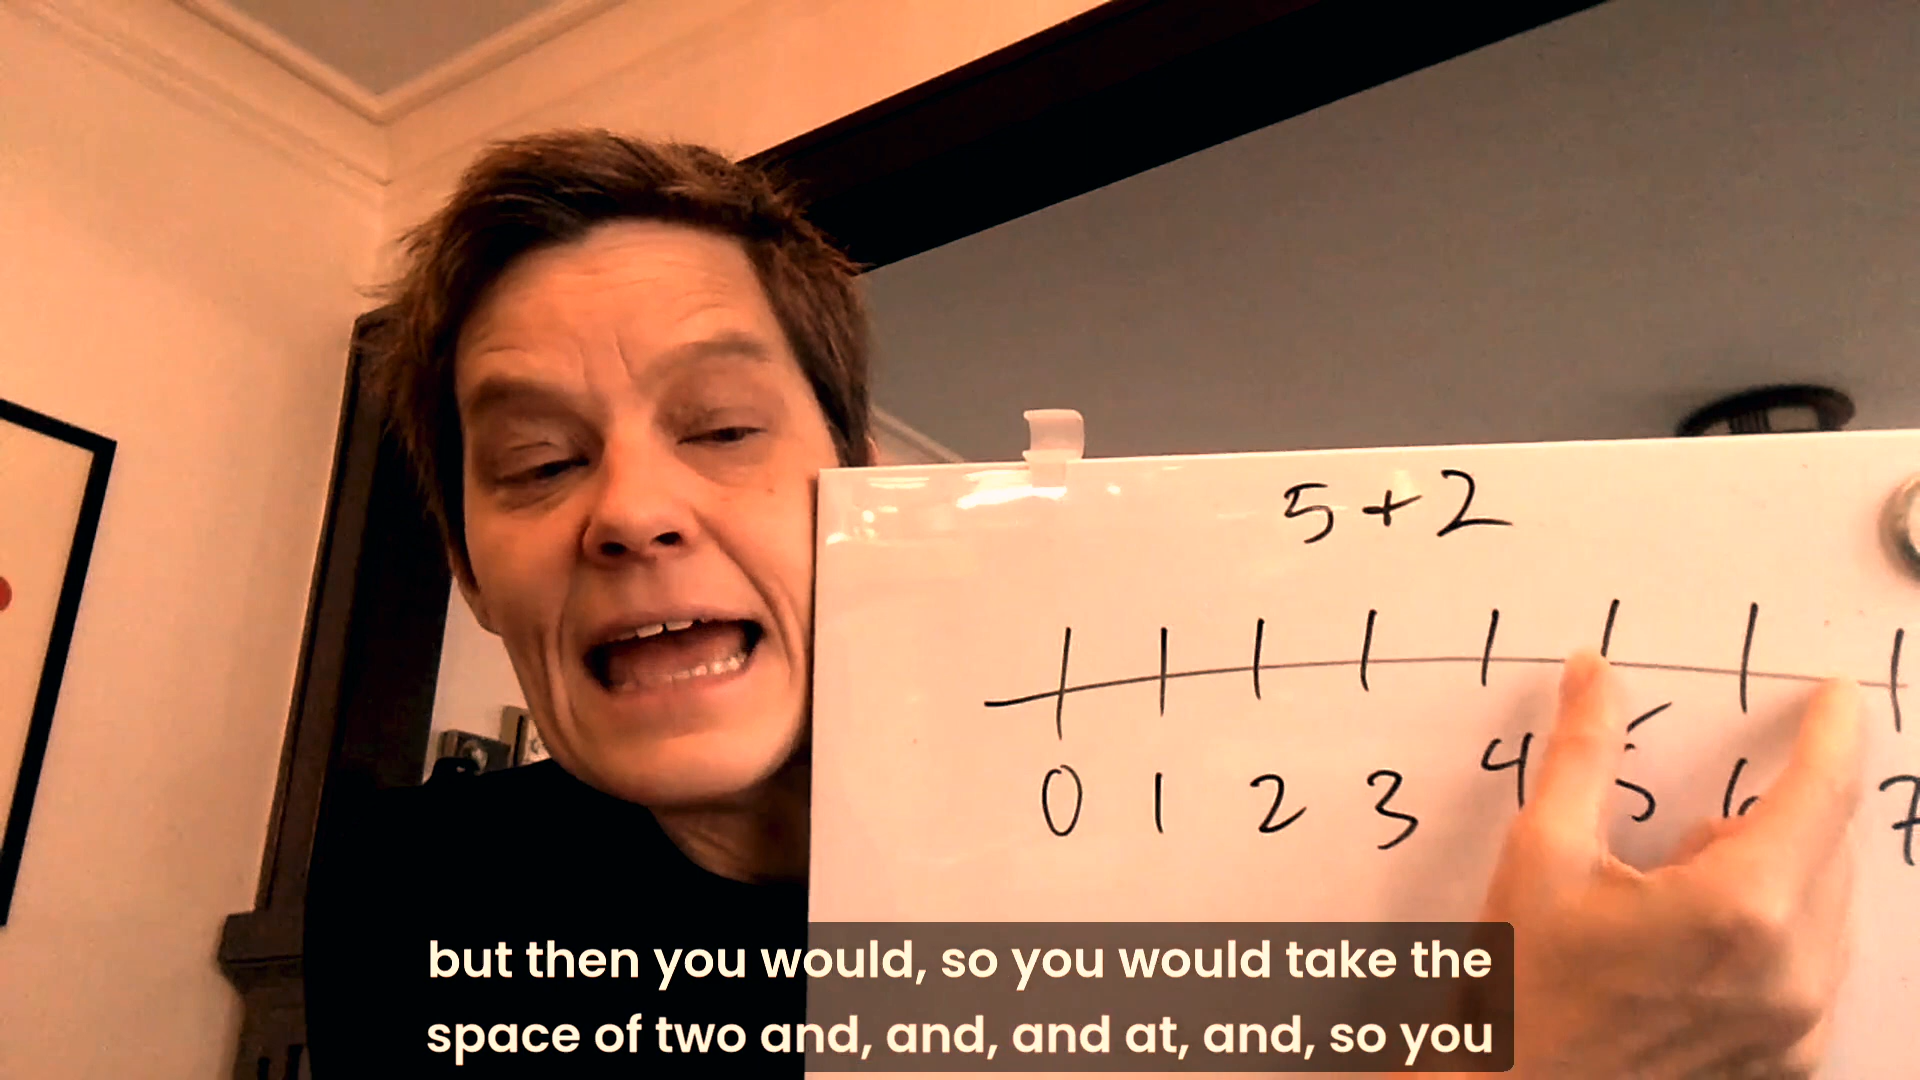 5+2
0 1 2 3 4 5 6 7
but then you would, so you would take the
space of two and, and, and at, and, so you